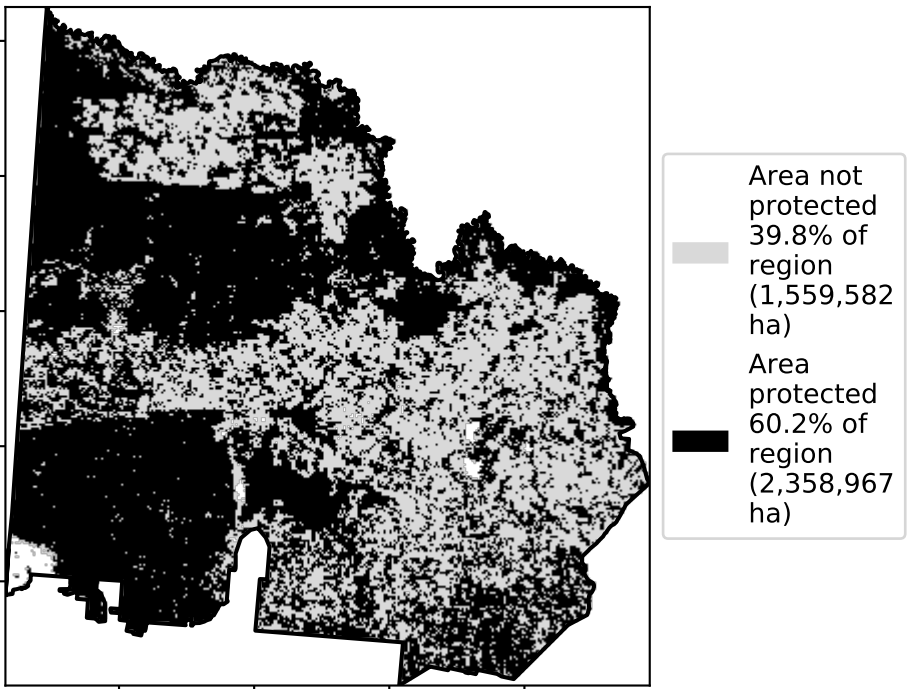 Area not
protected
39.8% of
region
(1,559,582
ha)
Area
protected
60.2% of
region
(2,358,967
ha)